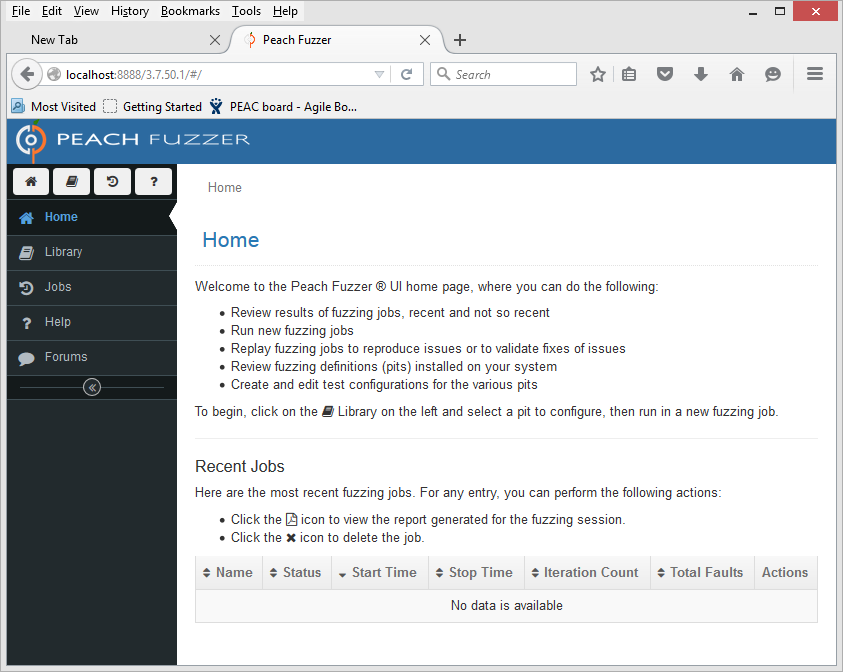 File Edit View History Bookmarks Tools Help
New Tab
Peach Fuzzer
localhost:8888/3.7.50.1/#/
Search
Most Visited
Getting Started
PEAC board - Agile Bo...
PEACH FUZZER
?
Home
Library
Jobs
? Help
Forums
Home
Home
Welcome to the Peach Fuzzer ® UI home page, where you can do the following:
• Review results of fuzzing jobs, recent and not so recent
• Run new fuzzing jobs
• Replay fuzzing jobs to reproduce issues or to validate fixes of issues
• Review fuzzing definitions (pits) installed on your system
• Create and edit test configurations for the various pits
To begin, click on the Library on the left and select a pit to configure, then run in a new fuzzing job.
Recent Jobs
Here are the most recent fuzzing jobs. For any entry, you can perform the following actions:
• Click the icon to view the report generated for the fuzzing session.
• Click the ✖ icon to delete the job.
Name Status Start Time Stop Time Iteration Count Total Faults Actions
No data is available